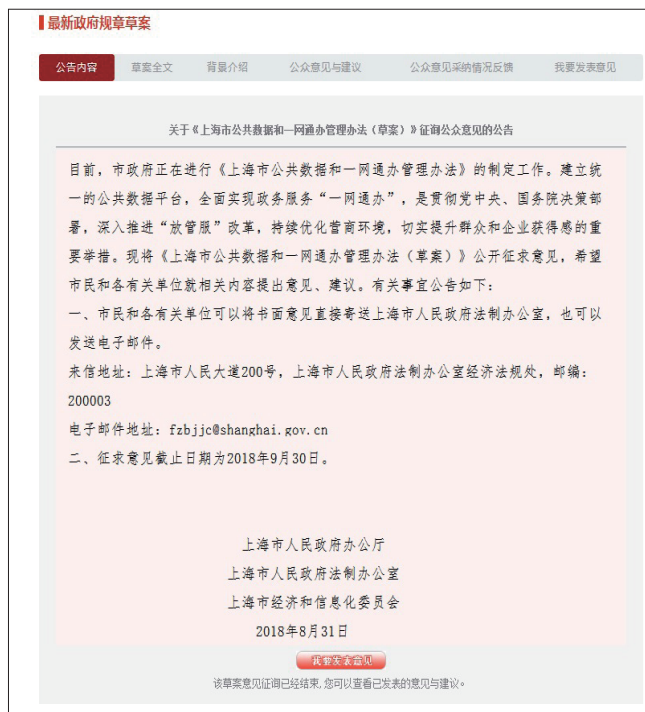 最新政府规章草案
公告内容 草案全文 背景介绍 公众意见与建议 公众意见采纳情况反馈 我要发表意见
关于《上海市公共数据和一网通办管理办法（草案）》征询公众意见的公告
目前，市政府正在进行《上海市公共数据和一网通办管理办法》的制定工作。建立统
一的公共数据平台，全面实现政务服务“一网通办”，是贯彻党中央、国务院决策部
署，深入推进“放管服”改革，持续优化营商环境，切实提升群众和企业获得感的重
要举措。现将《上海市公共数据和一网通办管理办法（草案）》公开征求意见，希望
市民和各有关单位就相关内容提出意见、建议。有关事宜公告如下：
一、市民和各有关单位可以将书面意见直接寄送上海市人民政府法制办公室，也可以
发送电子邮件。
来信地址：上海市人民大道200号，上海市人民政府法制办公室经济法规处，邮编：
200003
电子邮件地址：fzbjjc@shanghai.gov.cn
二、征求意见截止日期为2018年9月30日。
上海市人民政府办公厅
上海市人民政府法制办公室
上海市经济和信息化委员会
2018年8月31日
我要发表意见
该草案意见征询已经结束,您可以查看已发表的意见与建议。